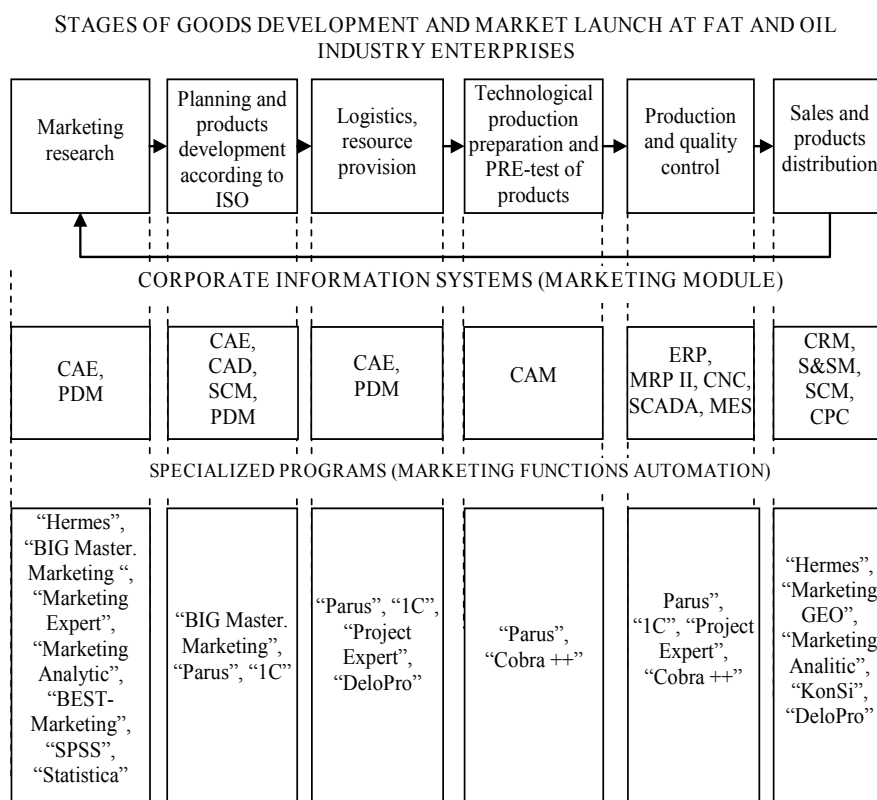 STAGES OF GOODS DEVELOPMENT AND MARKET LAUNCH AT FAT AND OIL
INDUSTRY ENTERPRISES
Marketing
research
Planning and
products
development
according to
ISO
Logistics,
resource
provision
Technological
production
preparation and
PRE-test of
products
Production
and quality
control
Sales and
products
distribution
CORPORATE INFORMATION SYSTEMS (MARKETING MODULE)
CAE,
PDM
CAE,
CAD,
SCM,
PDM
CAE,
PDM
CAM
ERP,
MRP II, CNC,
SCADA, MES
CRM,
S&SM,
SCM,
CPC
SPECIALIZED PROGRAMS (MARKETING FUNCTIONS AUTOMATION)
“Hermes”,
“BIG Master.
Marketing “,
“Marketing
Expert”,
“Marketing
Analytic”,
“BEST-
Marketing”,
“SPSS”,
“Statistica”
“BIG Master.
Marketing”,
“Parus”, “1C”
“Parus”, “1C”,
“Project
Expert”,
“DeloPro”
“Parus”,
“Cobra ++”
Parus”,
“1C”, “Project
Expert”,
“Cobra ++”
“Hermes”,
“Marketing
GEO”,
“Marketing
Analitic”,
“KonSi”,
“DeloPro”